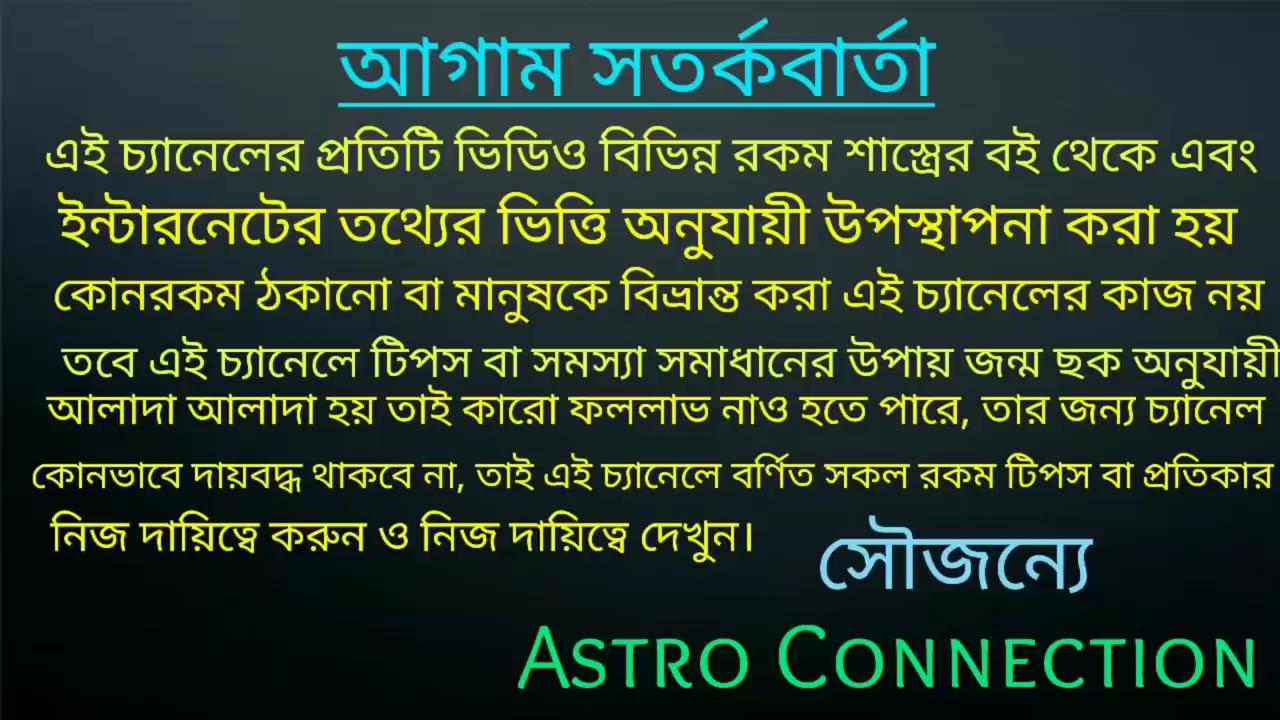 আগাম সতর্কবার্তা
এই চ্যানেলের প্রতিটি ভিডিও বিভিন্ন রকম শাস্ত্রের বই থেকে এবং
ইন্টারনেটের তথ্যের ভিত্তি অনুযায়ী উপস্থাপনা করা হয়
কোনরকম ঠকানো বা মানুষকে বিভ্রান্ত করা এই চ্যানেলের কাজ নয়
তবে এই চ্যানেলে টিপস বা সমস্যা সমাধানের উপায় জন্ম ছক অনুযায়ী
আলাদা আলাদা হয় তাই কারো ফললাভ নাও হতে পারে, তার জন্য চ্যানেল
কোনভাবে দায়বদ্ধ থাকবে না, তাই এই চ্যানেলে বর্ণিত সকল রকম টিপস বা প্রতিকার
নিজ দায়িত্বে করুন ও নিজ দায়িত্বে দেখুন।
সৌজন্যে
ASTRO CONNECTION